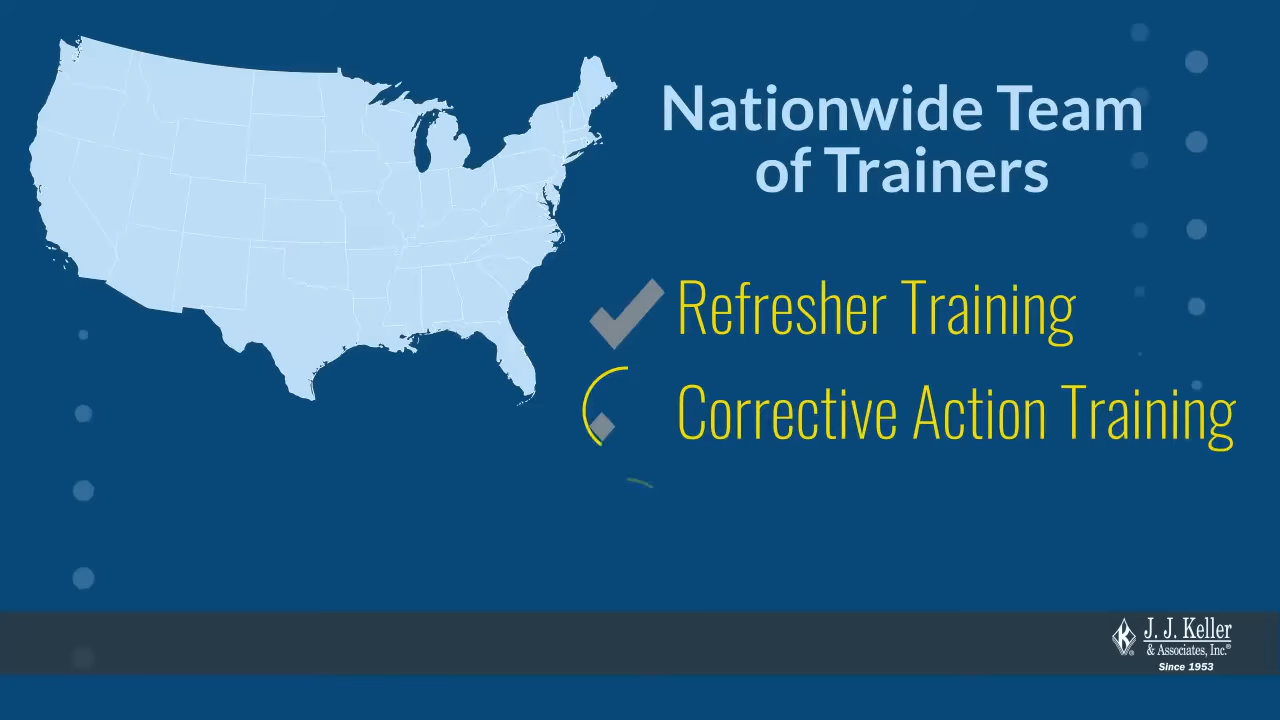 Nationwide Team
of Trainers
Refresher Training
Corrective Action Training
J. J. Keller
& Associates, Inc.®
Since 1953